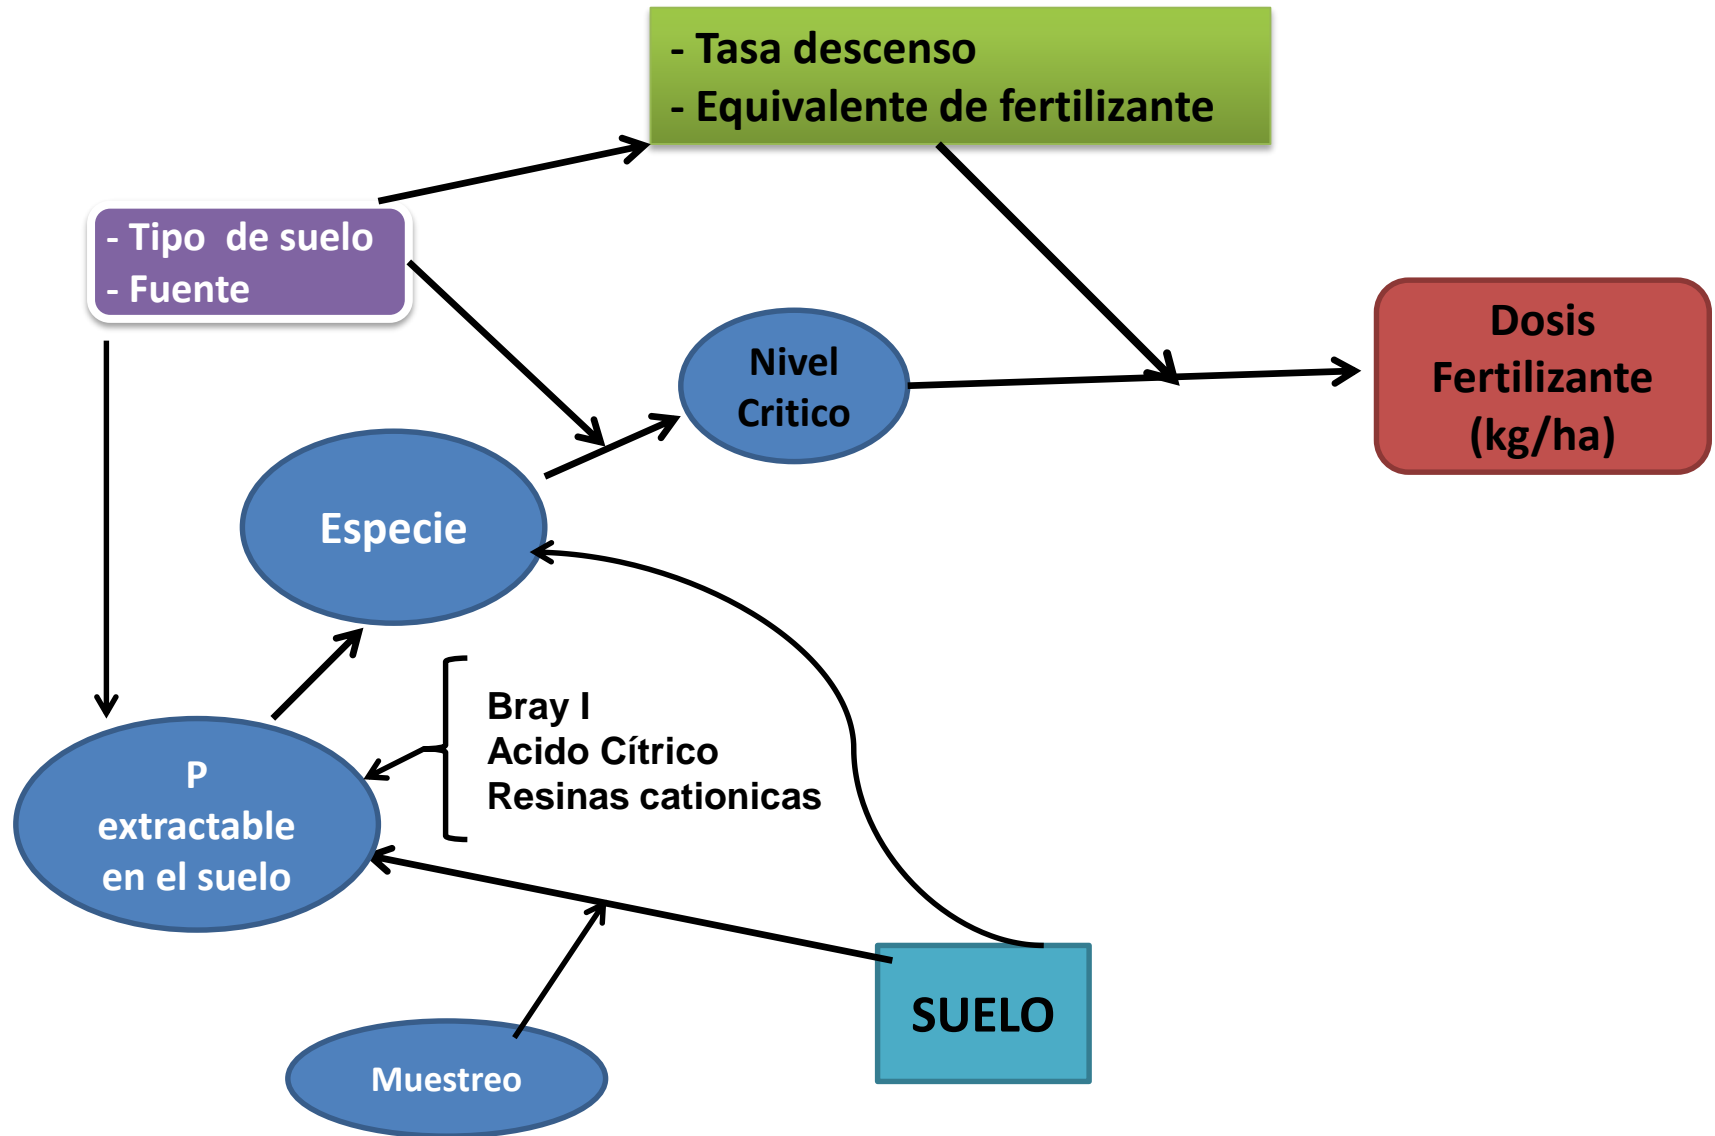 - Tasa descenso
- Equivalente de fertilizante
- Tipo de suelo
- Fuente
Nivel
Critico
Dosis
Fertilizante
(kg/ha)
Especie
Bray I
Acido Cítrico
Resinas cationicas
P
extractable
en el suelo
SUELO
Muestreo